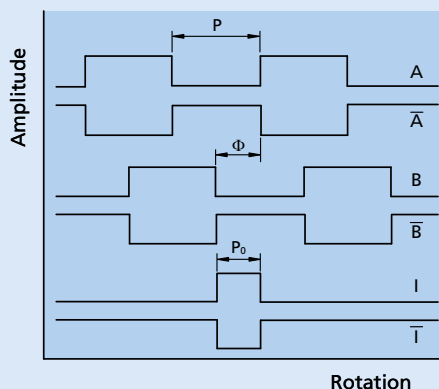 P
A
A̅
Φ
B
B̅
P₀
I
I̅
Amplitude
Rotation